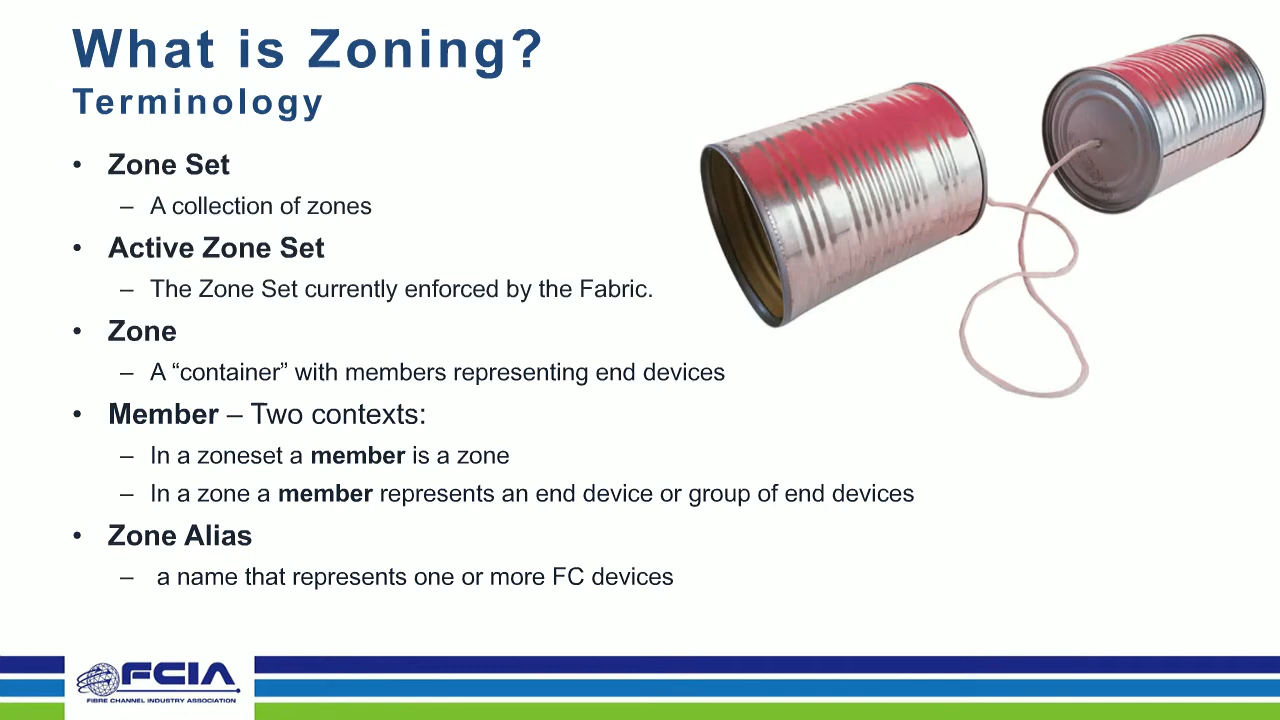 What is Zoning?
Terminology
• Zone Set
– A collection of zones
• Active Zone Set
– The Zone Set currently enforced by the Fabric.
• Zone
– A “container” with members representing end devices
• Member – Two contexts:
– In a zoneset a member is a zone
– In a zone a member represents an end device or group of end devices
• Zone Alias
– a name that represents one or more FC devices
FCIA
FIBRE CHANNEL INDUSTRY ASSOCIATION